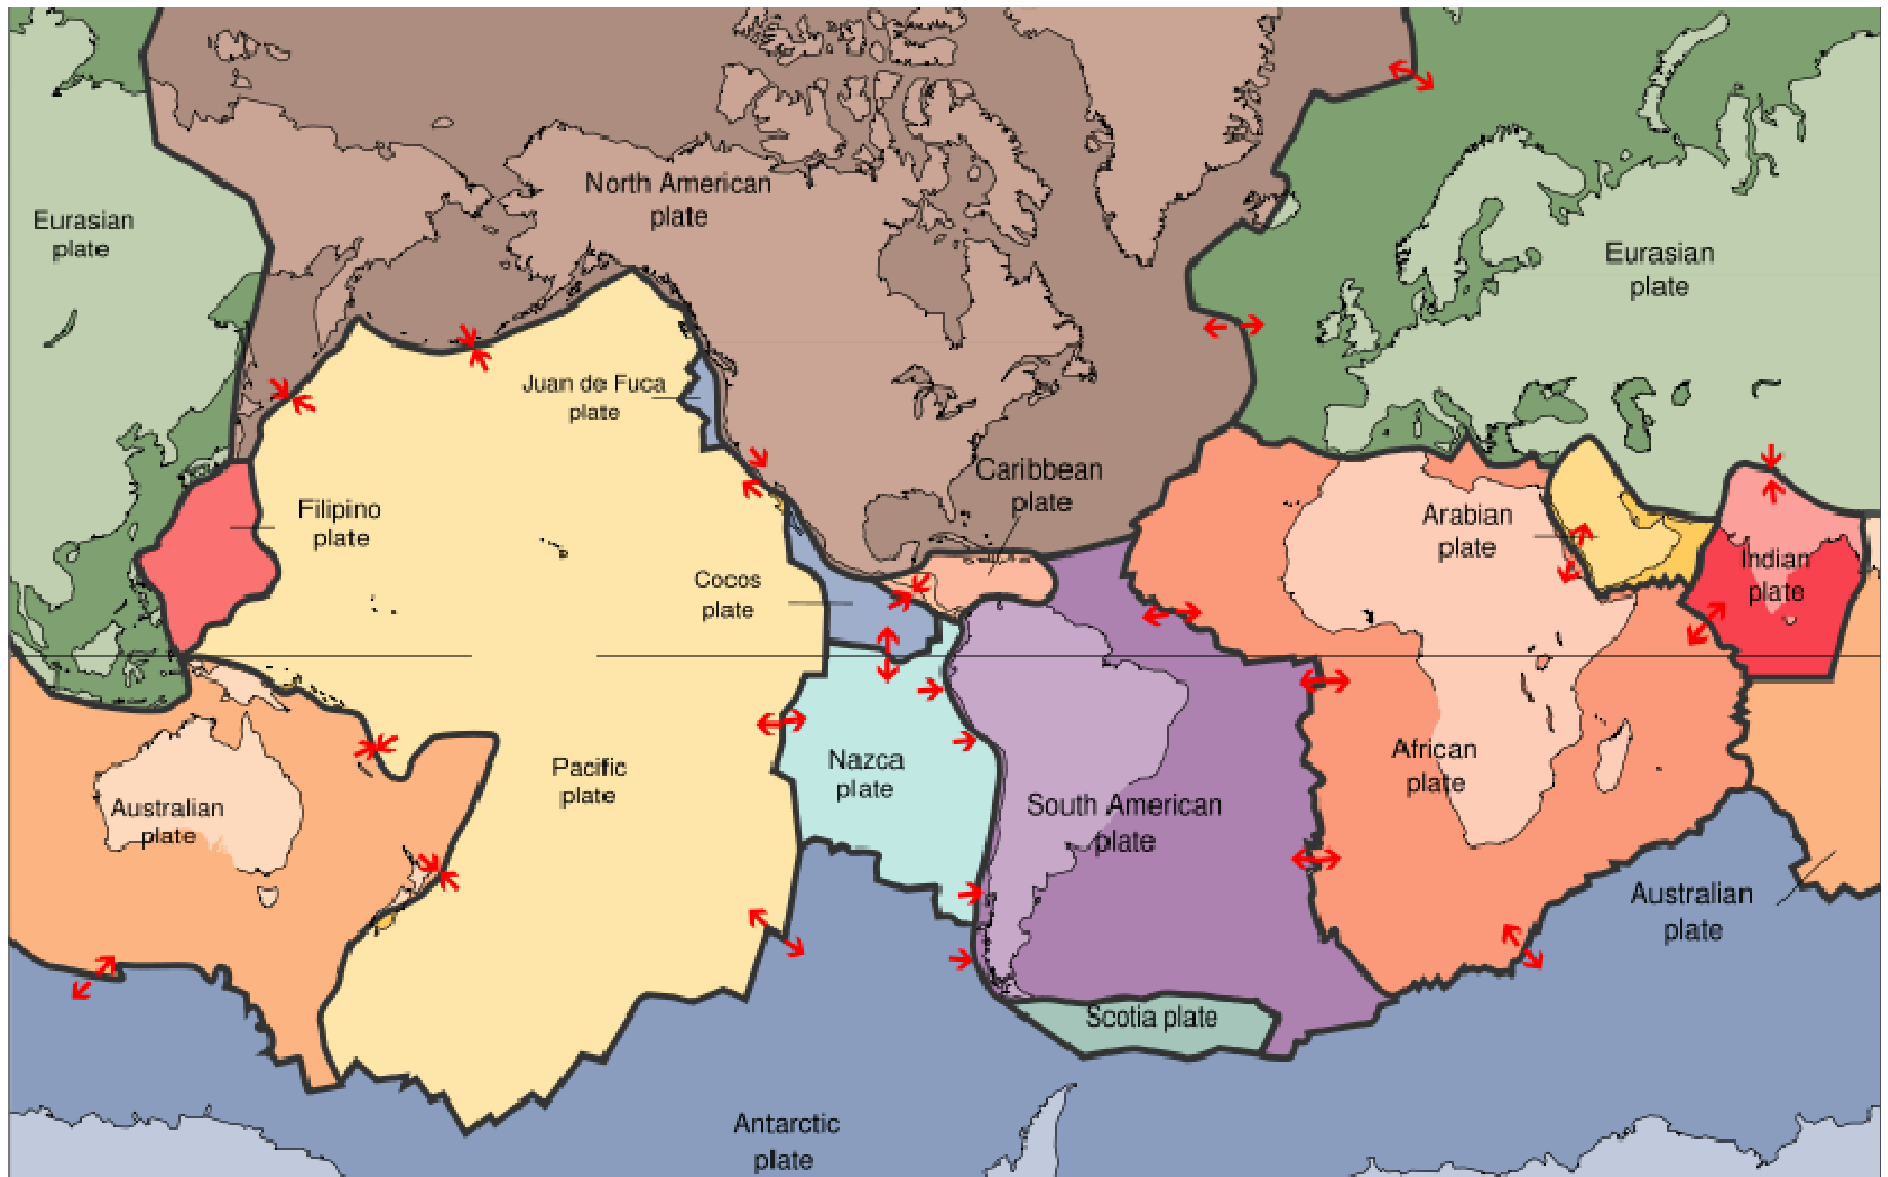 North American
plate
Eurasian
plate
Eurasian
plate
Juan de Fuca
plate
Caribbean
plate
Filipino
plate
Arabian
plate
Indian
plate
Cocos
plate
Pacific
plate
Nazca
plate
African
plate
Australian
plate
South American
plate
Australian
plate
Scotia plate
Antarctic
plate